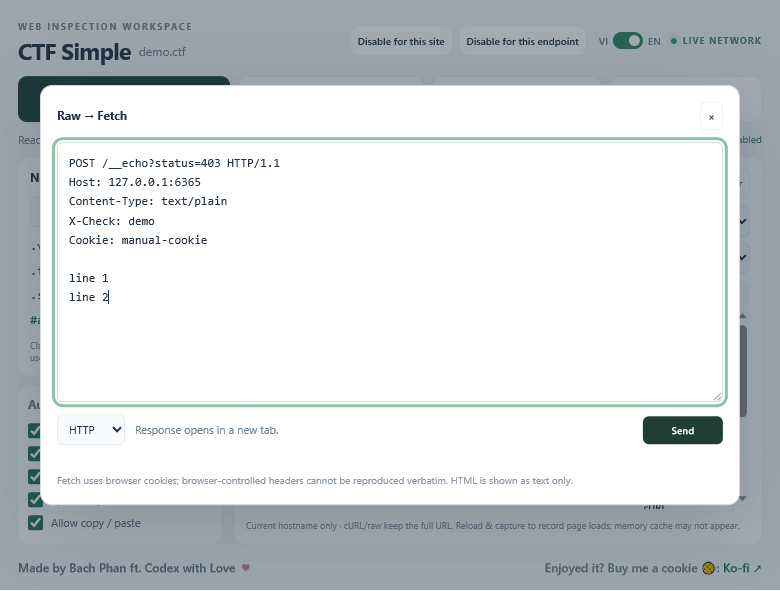 WEB INSPECTION WORKSPACE
CTF Simple demo.ctf
Disable for this site
Disable for this endpoint
VI EN
LIVE NETWORK
Raw → Fetch
×
POST /__echo?status=403 HTTP/1.1
Host: 127.0.0.1:6365
Content-Type: text/plain
X-Check: demo
Cookie: manual-cookie
line 1
line 2
HTTP
Response opens in a new tab.
Send
Fetch uses browser cookies; browser-controlled headers cannot be reproduced verbatim. HTML is shown as text only.
Allow copy / paste
Current hostname only · cURL/raw keep the full URL. Reload & capture to record page loads; memory cache may not appear.
Made by Bach Phan ft. Codex with Love ♥
Enjoyed it? Buy me a cookie 🍪: Ko-fi ↗